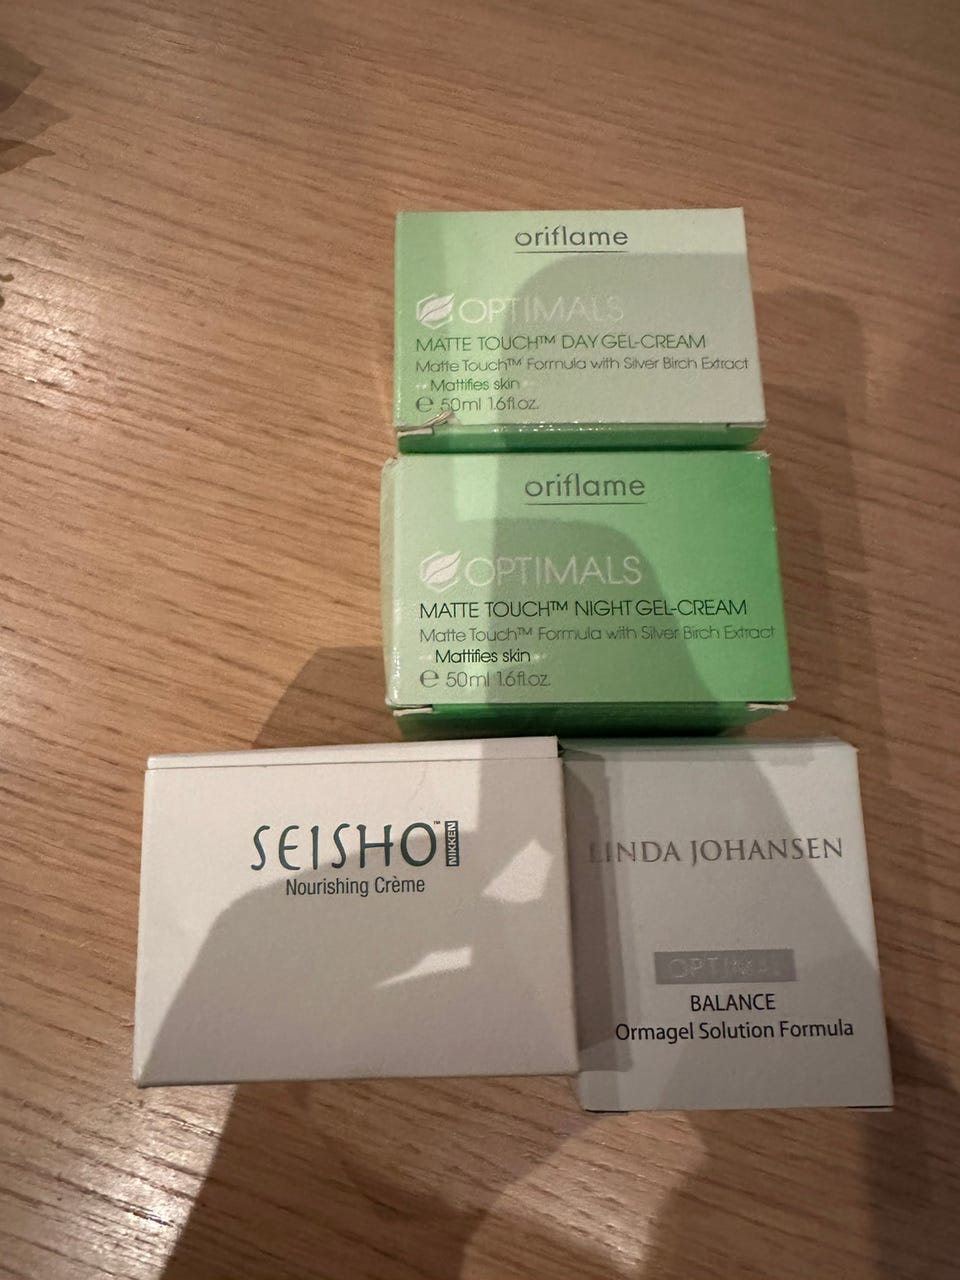 oriflame
OPTIMALS
MATTE TOUCH™ DAY GEL-CREAM
Matte Touch™ Formula with Silver Birch Extract
Mattifies skin
℮ 50ml 1.6fl.oz.
oriflame
OPTIMALS
MATTE TOUCH™ NIGHT GEL-CREAM
Matte Touch™ Formula with Silver Birch Extract
Mattifies skin
℮ 50ml 1.6fl.oz.
SEISHO™ NIKKEN
Nourishing Crème
LINDA JOHANSEN
OPTIMAL
BALANCE
Ormagel Solution Formula